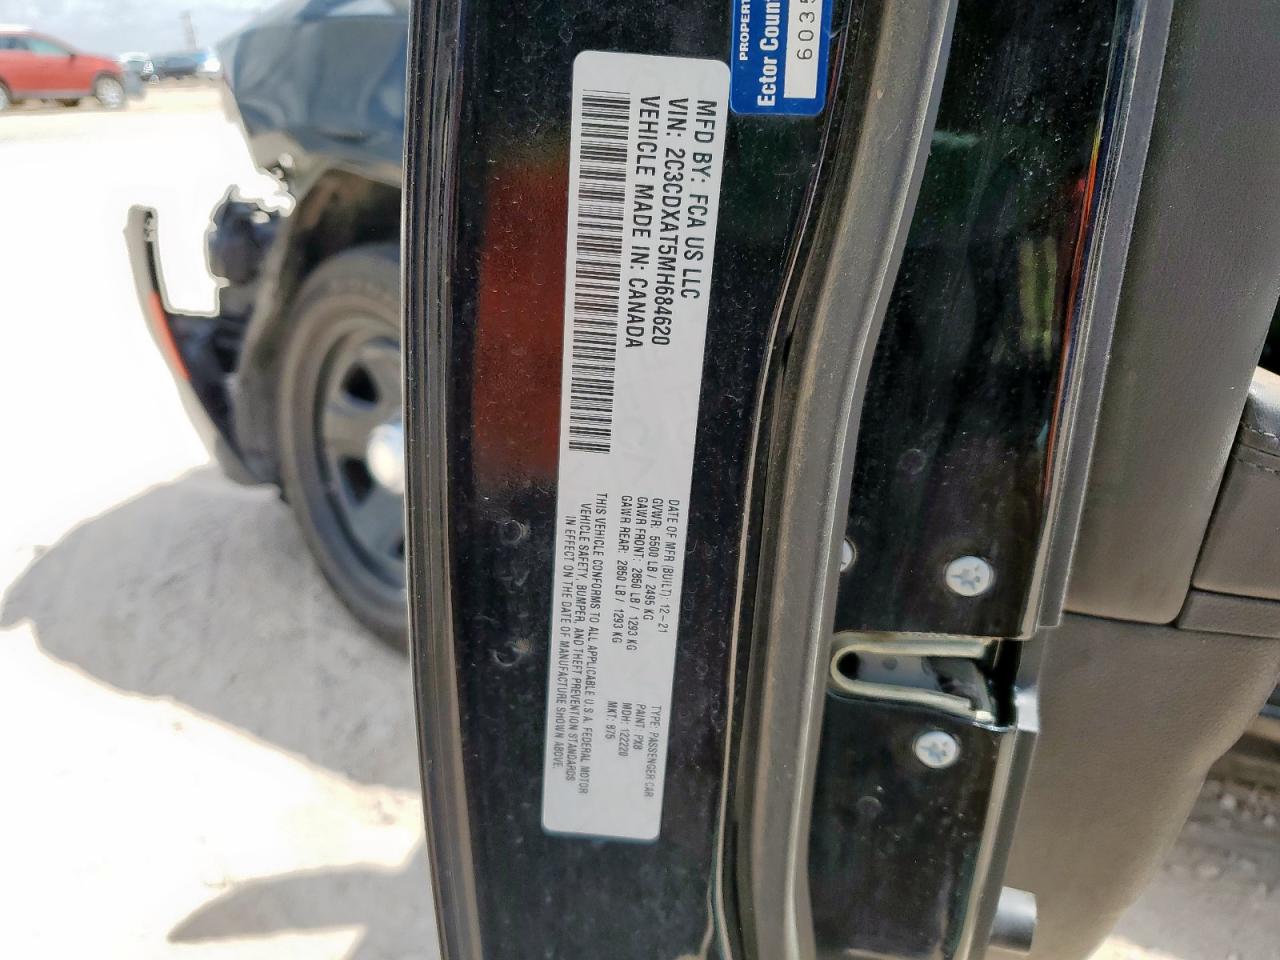 MFD BY: FCA US LLC
VIN: 2C3CDXAT5MH684620
VEHICLE MADE IN: CANADA
DATE OF MFR (BUILT): 12-21
GVWR: 5500 LB / 2495 KG
GAWR FRONT: 2850 LB / 1293 KG
GAWR REAR: 2850 LB / 1293 KG
THIS VEHICLE CONFORMS TO ALL APPLICABLE U.S.A. FEDERAL MOTOR
VEHICLE SAFETY, BUMPER, AND THEFT PREVENTION STANDARDS
IN EFFECT ON THE DATE OF MANUFACTURE SHOWN ABOVE.
TYPE: PASSENGER CAR
PAINT: PX8
MDH: 122220
MKT: 875
PROPERT
Ector Coun